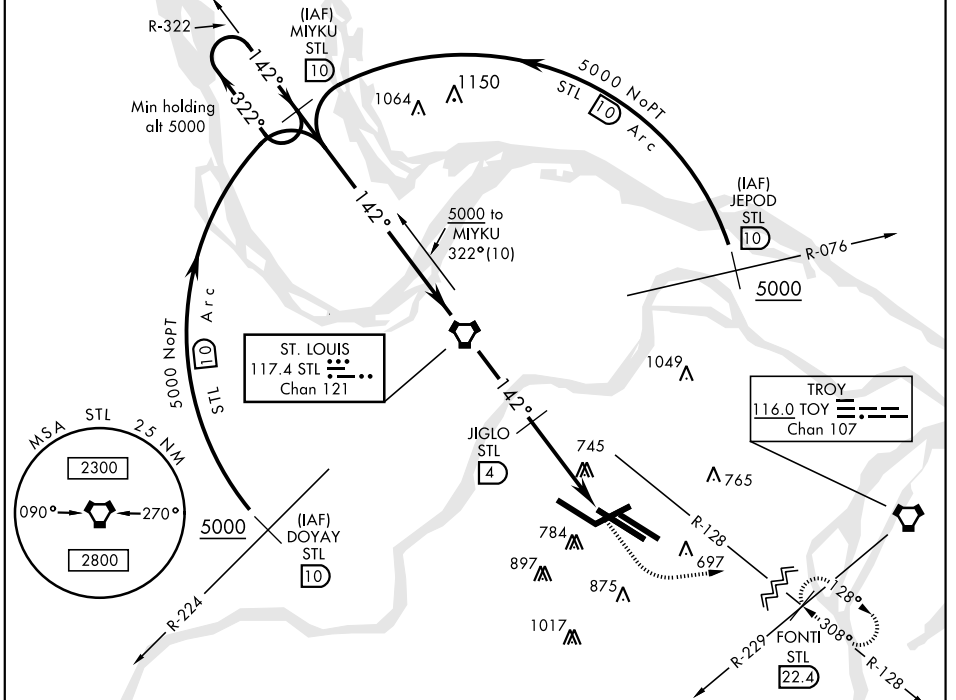 R-322
(IAF)
MIYKU
STL
10
142°
322°
Min holding
alt 5000
1064
1150
5000 NoPT
STL 10 Arc
(IAF)
JEPOD
STL
10
R-076
5000
142°
5000 to
MIYKU
322°(10)
5000 NoPT
STL 10 Arc
ST. LOUIS
117.4 STL
Chan 121
1049
TROY
116.0 TOY
Chan 107
142°
JIGLO
STL
4
745
765
MSA STL 25 NM
2300
090°
270°
2800
5000
(IAF)
DOYAY
STL
10
R-224
R-128
784
697
897
875
1017
128°
308°
FONTI
STL
22.4
R-229
R-128